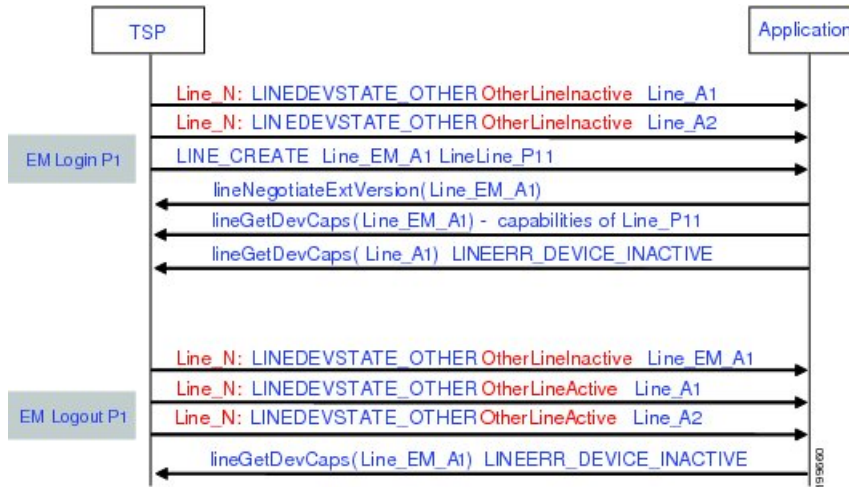 TSP
Application
Line_N: LINEDEVSTATE_OTHER OtherLineInactive Line_A1
Line_N: LINEDEVSTATE_OTHER OtherLineInactive Line_A2
EM Login P1
LINE_CREATE Line_EM_A1 LineLine_P11
lineNegotiateExtVersion(Line_EM_A1)
lineGetDevCaps(Line_EM_A1) - capabilities of Line_P11
lineGetDevCaps( Line_A1) LINEERR_DEVICE_INACTIVE
Line_N: LINEDEVSTATE_OTHER OtherLineInactive Line_EM_A1
Line_N: LINEDEVSTATE_OTHER OtherLineActive Line_A1
EM Logout P1
Line_N: LINEDEVSTATE_OTHER OtherLineActive Line_A2
lineGetDevCaps(Line_EM_A1) LINEERR_DEVICE_INACTIVE